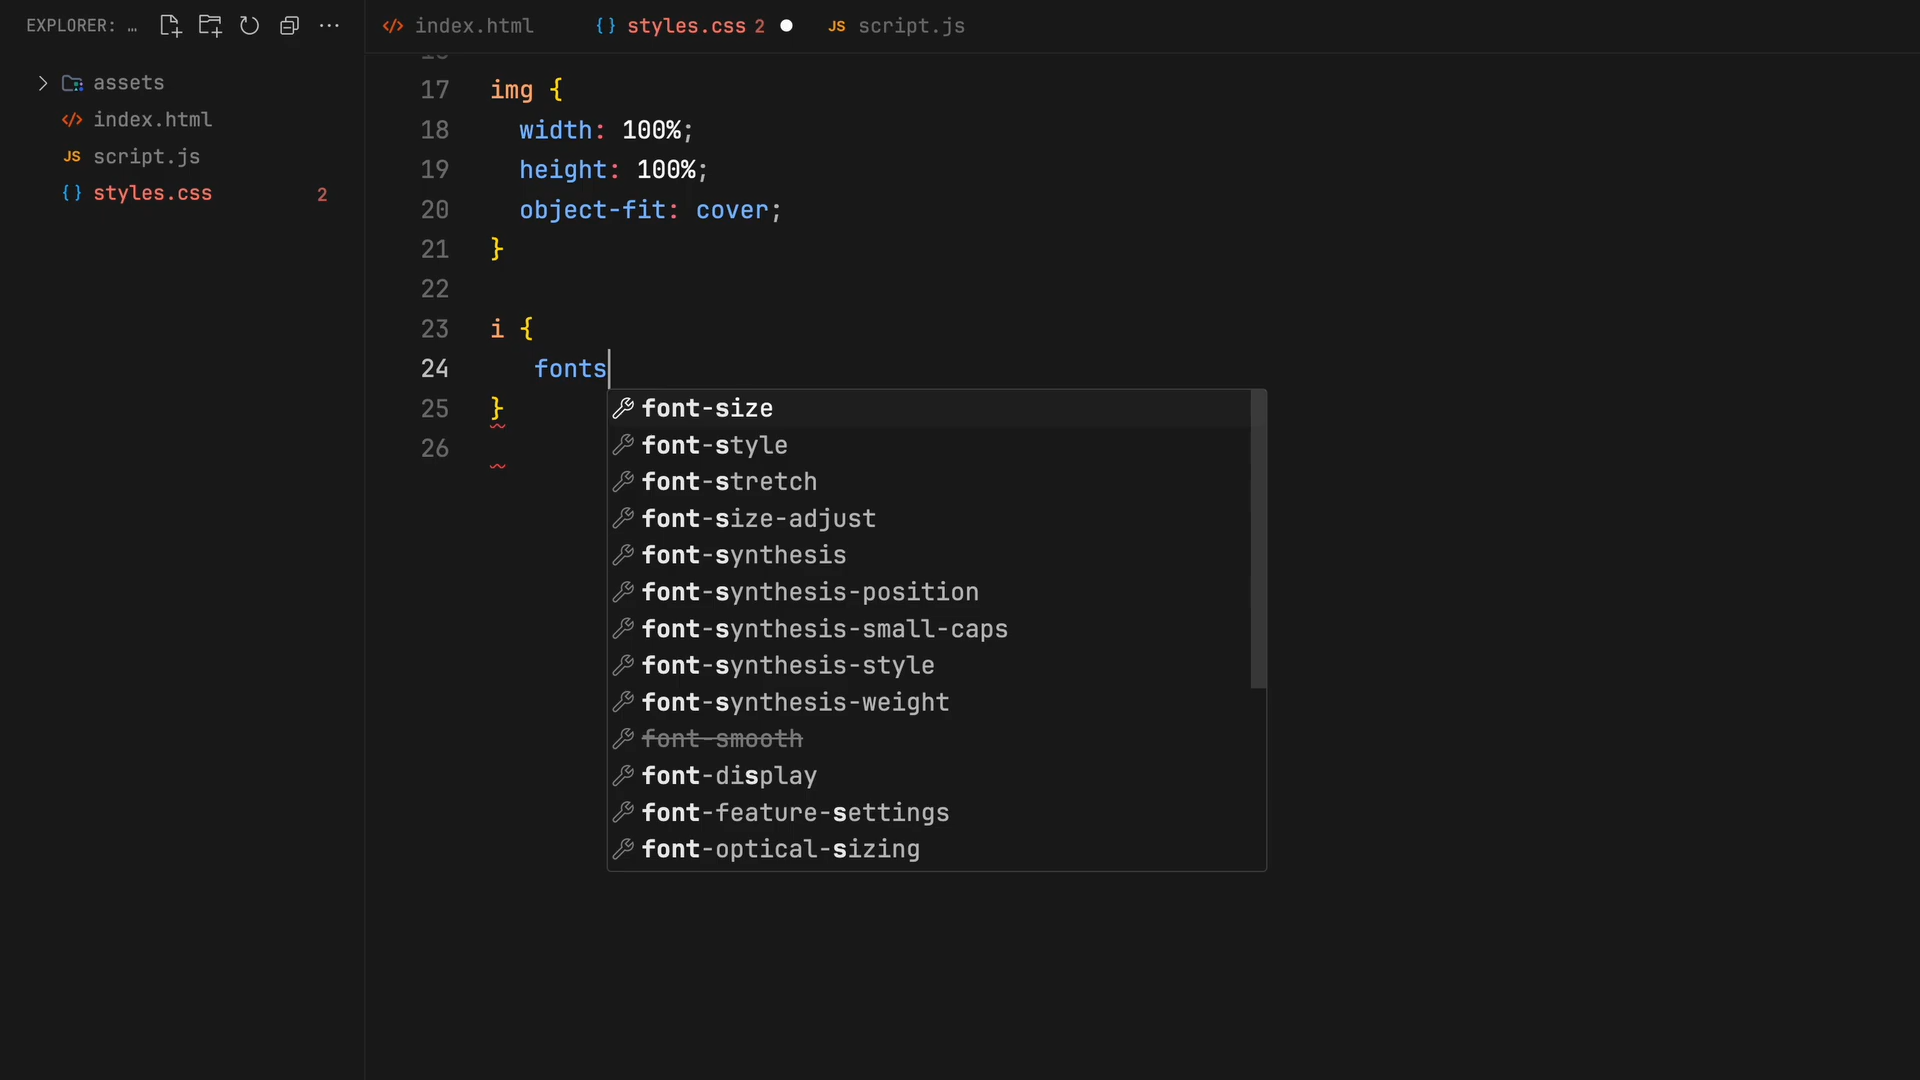 EXPLORER: …
index.html
styles.css 2
JS script.js
assets
index.html
JS script.js
styles.css 2
17 img {
18 width: 100%;
19 height: 100%;
20 object-fit: cover;
21 }
22
23 i {
24 fonts
25 }
26
font-size
font-style
font-stretch
font-size-adjust
font-synthesis
font-synthesis-position
font-synthesis-small-caps
font-synthesis-style
font-synthesis-weight
font-smooth
font-display
font-feature-settings
font-optical-sizing